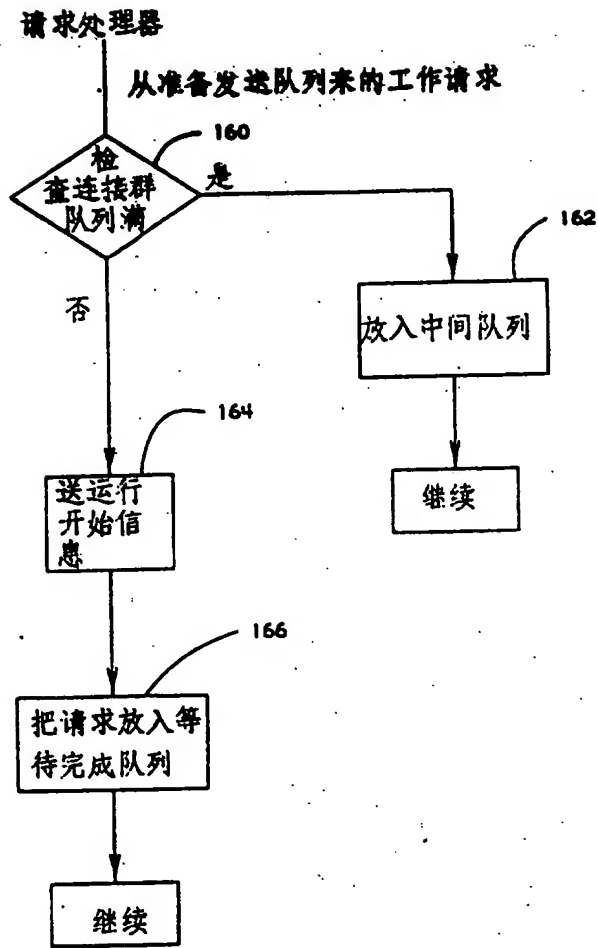 请求处理器
从准备发送队列来的工作请求
160
检
查连接群
队列满
是
162
放入中间队列
否
继续
164
送运行
开始信
息
166
把请求放入等
待完成队列
继续